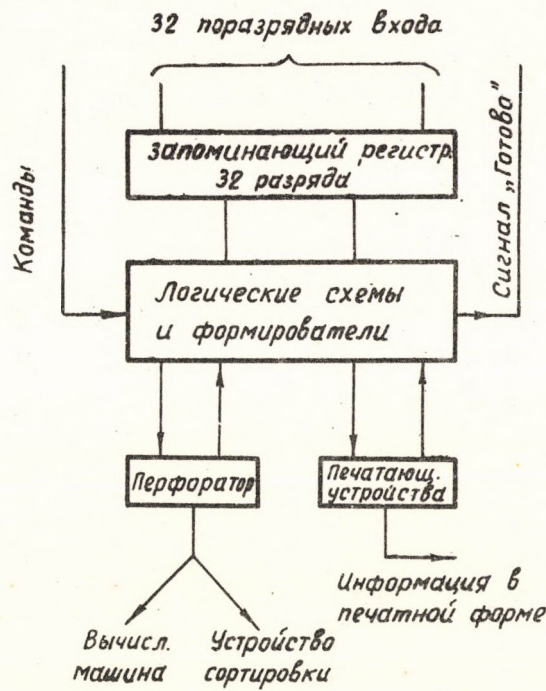 32 поразрядных входа
Запоминающий регистр.
32 разряда
Команды
Сигнал „Готово”
Логические схемы
и формирователи
Перфоратор
Печатающ.
устройства
Информация в
печатной форме
Вычисл.
машина
Устройство
сортировки